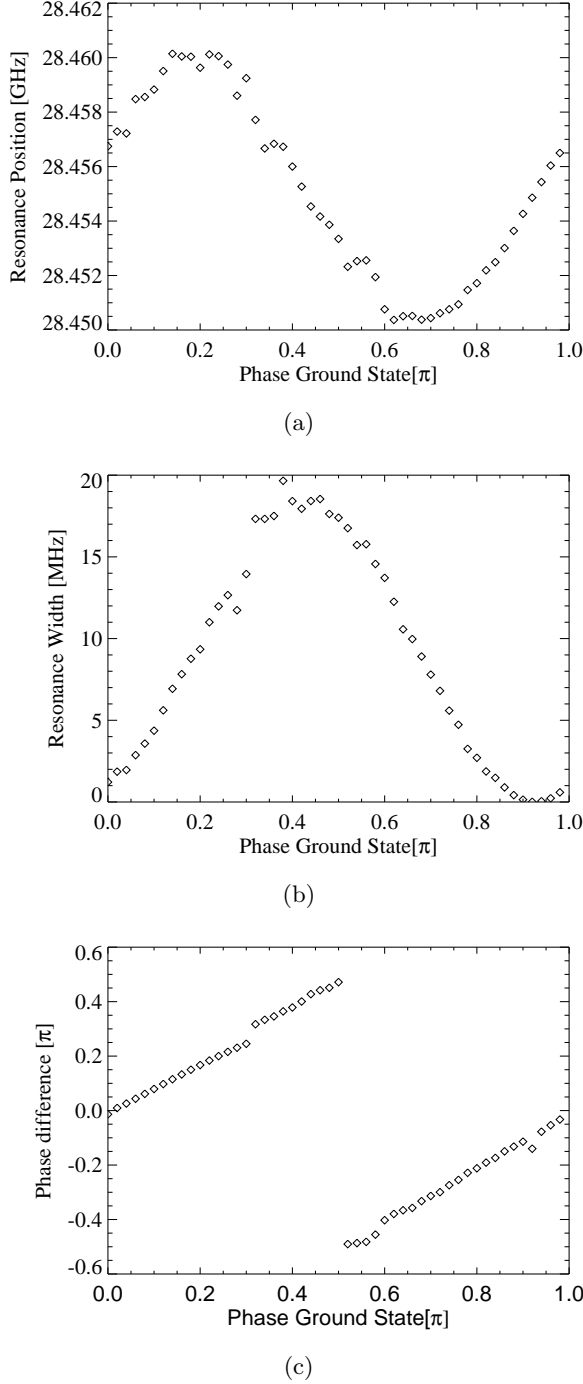 28.462
28.460
28.458
28.456
28.454
28.452
28.450
Resonance Position [GHz]
0.0 0.2 0.4 0.6 0.8 1.0
Phase Ground State[π]
(a)
20
15
10
5
0
Resonance Width [MHz]
0.0 0.2 0.4 0.6 0.8 1.0
Phase Ground State[π]
(b)
0.6
0.4
0.2
0.0
-0.2
-0.4
-0.6
Phase difference [π]
0.0 0.2 0.4 0.6 0.8 1.0
Phase Ground State[π]
(c)